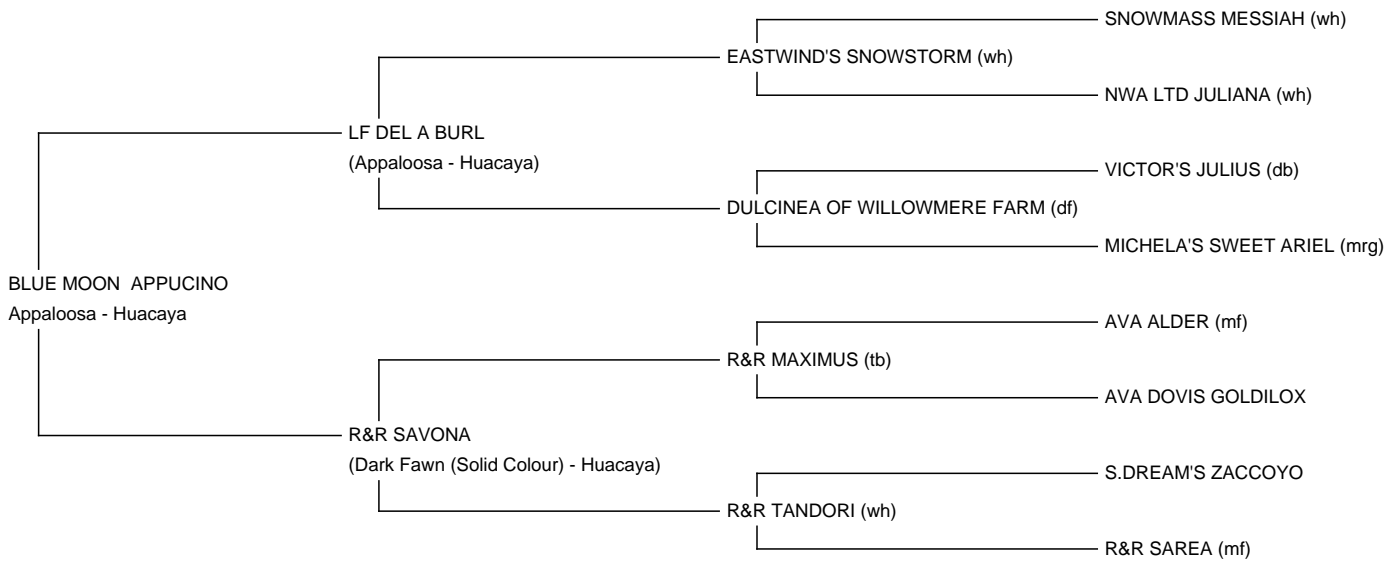 SNOWMASS MESSIAH (wh)
EASTWIND'S SNOWSTORM (wh)
NWA LTD JULIANA (wh)
LF DEL A BURL
(Appaloosa - Huacaya)
VICTOR'S JULIUS (db)
DULCINEA OF WILLOWMERE FARM (df)
MICHELA'S SWEET ARIEL (mrg)
BLUE MOON  APPUCINO
Appaloosa - Huacaya
AVA ALDER (mf)
R&R MAXIMUS (tb)
AVA DOVIS GOLDILOX
R&R SAVONA
(Dark Fawn (Solid Colour) - Huacaya)
S.DREAM'S ZACCOYO
R&R TANDORI (wh)
R&R SAREA (mf)